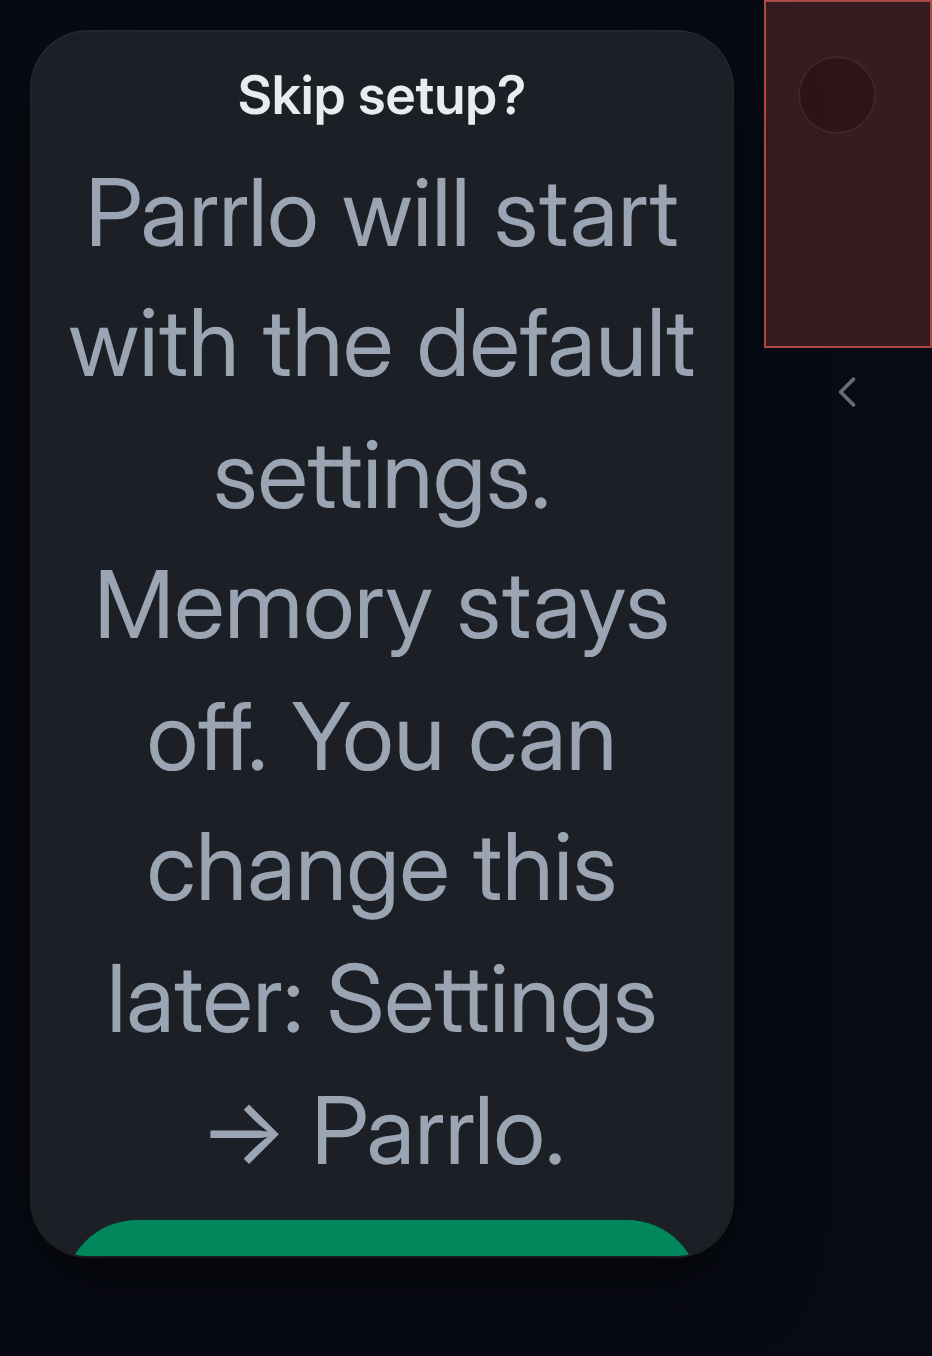 Skip setup?
Parrlo will start
with the default
settings.
Memory stays
off. You can
change this
later: Settings
→ Parrlo.